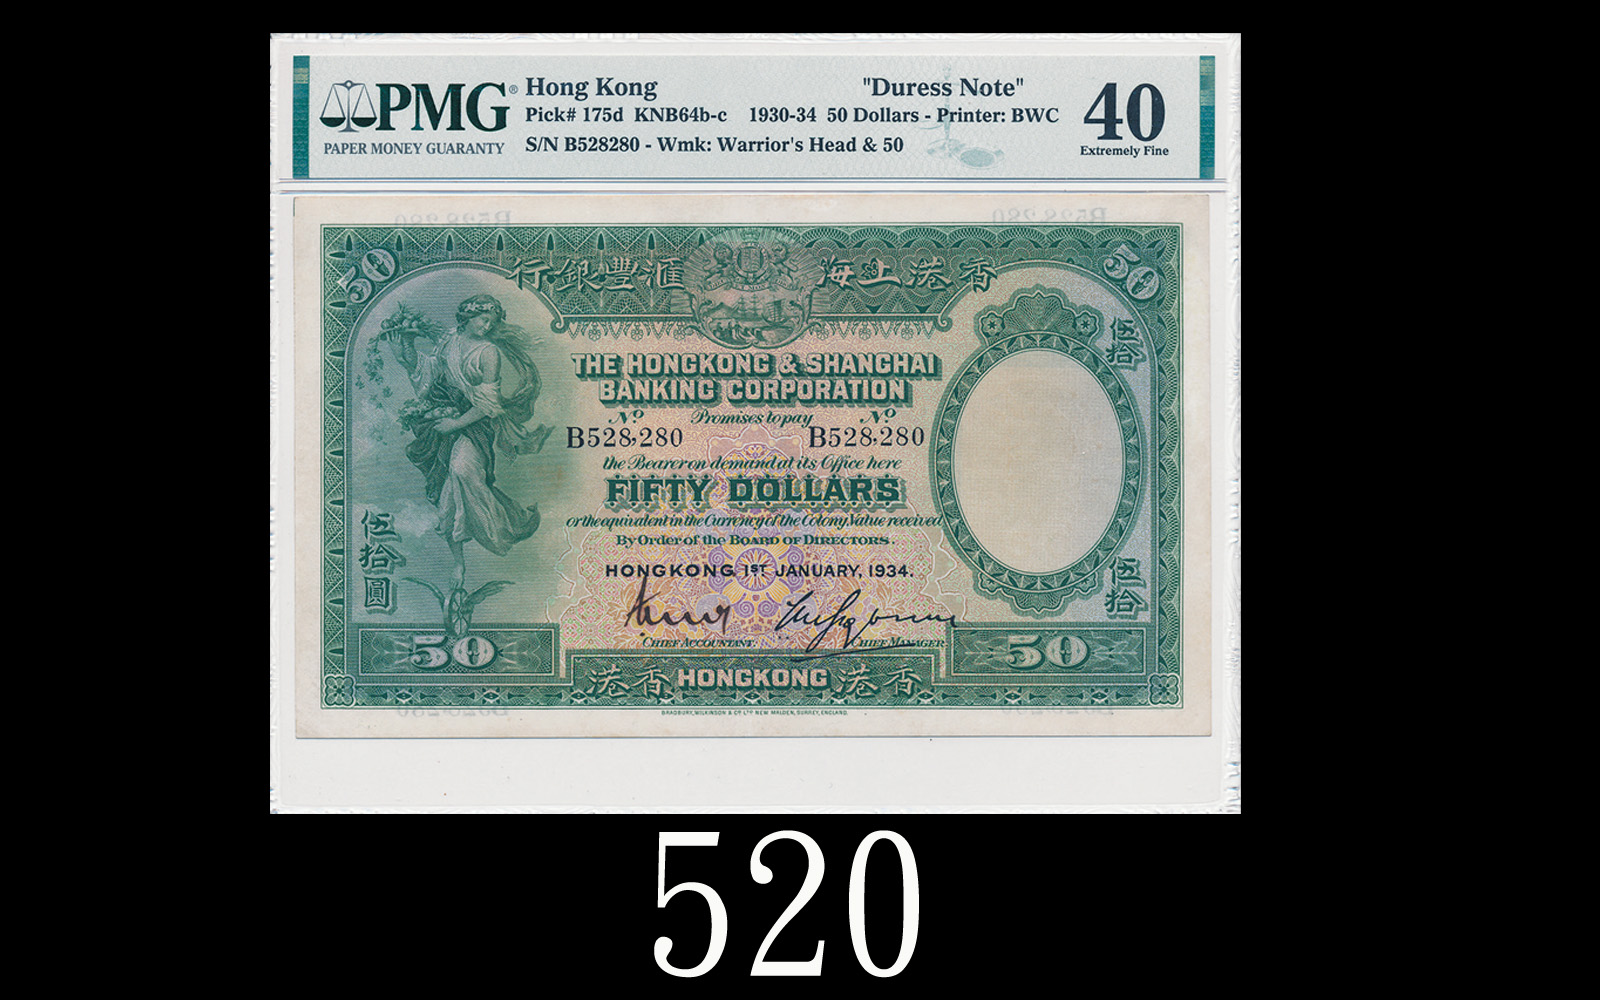 PMG®
PAPER MONEY GUARANTY
Hong Kong "Duress Note"
Pick# 175d KNB64b-c 1930-34 50 Dollars - Printer: BWC
S/N B528280 - Wmk: Warrior's Head & 50
40
Extremely Fine
50 50
行銀豐滙 海上港香
伍拾
THE HONGKONG & SHANGHAI
BANKING CORPORATION
Nº Promises to pay Nº
B528,280 B528,280
the Bearer on demand at its Office here
FIFTY DOLLARS
or the equivalent in the Currency of the Colony, Value received
By Order of the BOARD OF DIRECTORS.
HONGKONG 1ST JANUARY, 1934.
伍拾圓
伍拾
CHIEF ACCOUNTANT. CHIEF MANAGER
50 50
港香 HONGKONG 港香
BRADBURY, WILKINSON & Cº LTD NEW MALDEN, SURREY, ENGLAND.
520